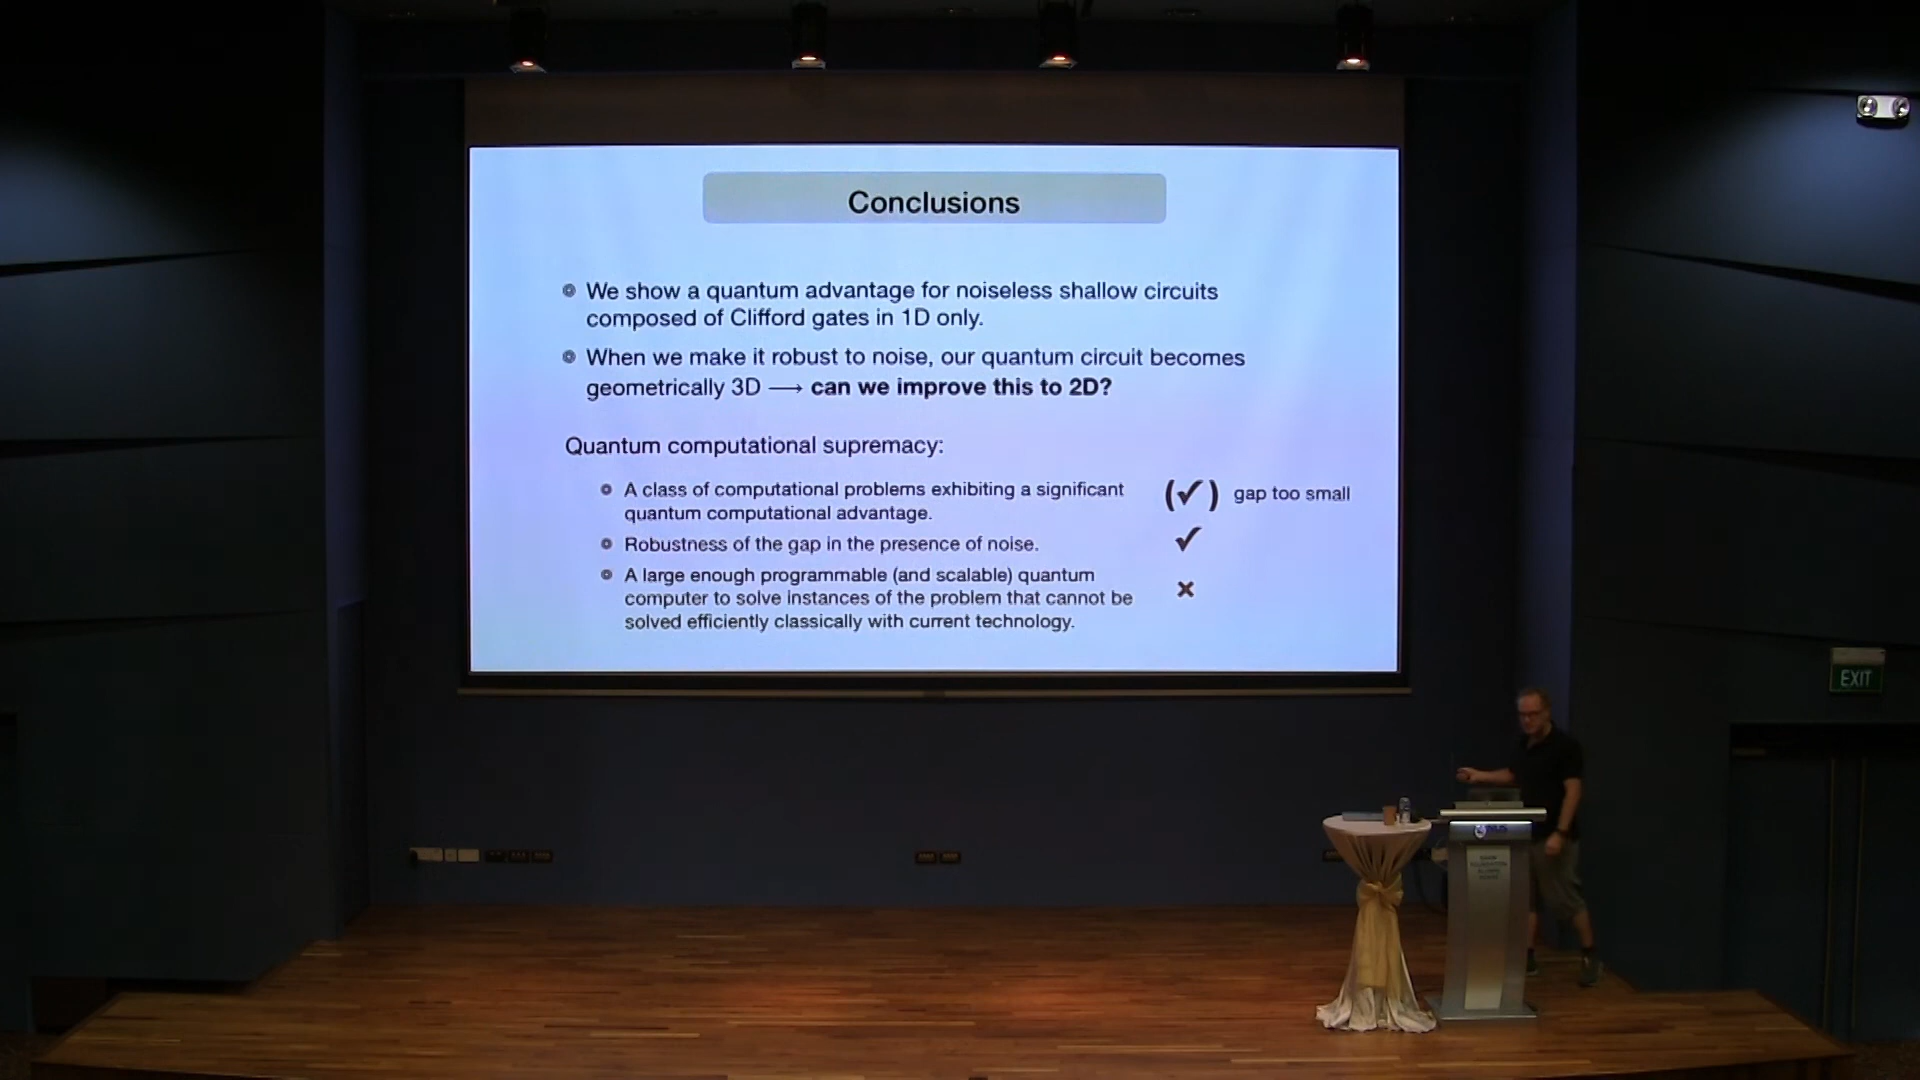 Conclusions
We show a quantum advantage for noiseless shallow circuits
composed of Clifford gates in 1D only.
When we make it robust to noise, our quantum circuit becomes
geometrically 3D ⟶ can we improve this to 2D?
Quantum computational supremacy:
A class of computational problems exhibiting a significant
quantum computational advantage.
(✓) gap too small
Robustness of the gap in the presence of noise.
✓
A large enough programmable (and scalable) quantum
computer to solve instances of the problem that cannot be
solved efficiently classically with current technology.
×
EXIT
NUS